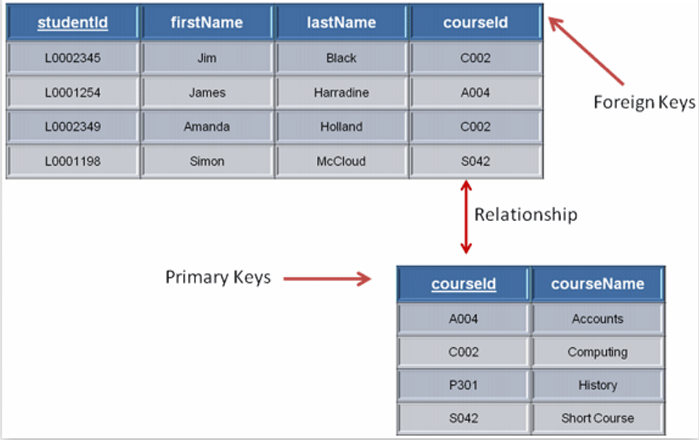 studentId firstName lastName courseId
L0002345 Jim Black C002
L0001254 James Harradine A004
Foreign Keys
L0002349 Amanda Holland C002
L0001198 Simon McCloud S042
Relationship
Primary Keys
courseId courseName
A004 Accounts
C002 Computing
P301 History
S042 Short Course